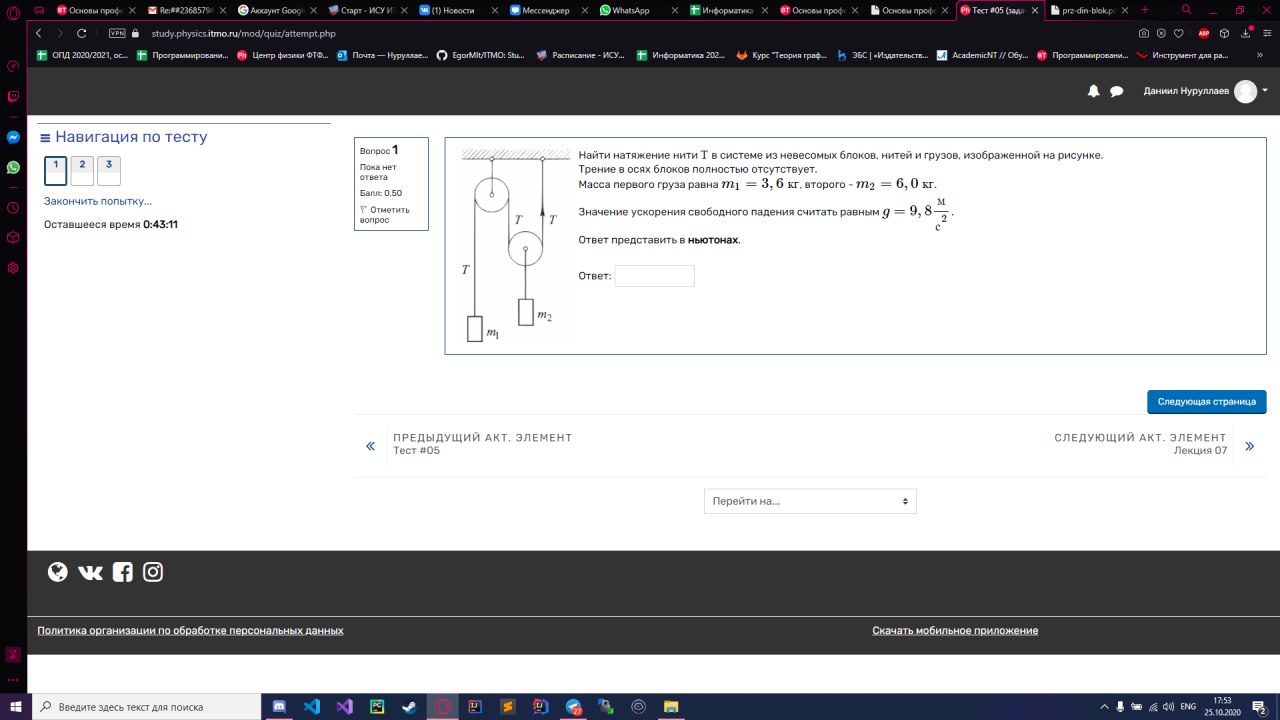 Основы проф
Re:##2368579
Аккаунт Googl
Старт – ИСУ И
(1) Новости
Мессенджер
WhatsApp
Информатика
Основы проф
Основы проф
Тест #05 (зада
prz-din-blok.p
VPN
study.physics.itmo.ru/mod/quiz/attempt.php
ОПД 2020/2021, ос...
Программировани...
Центр физики ФТФ...
Почта — Нуруллае...
EgorMIt/ITMO: Stu...
Расписание - ИСУ...
Информатика 202...
Курс "Теория граф...
ЭБС | «Издательств...
AcademicNT // Обу...
Программировани...
Инструмент для ра...
Даниил Нуруллаев
Навигация по тесту
1 2 3
Закончить попытку...
Оставшееся время 0:43:11
Вопрос 1
Пока нет
ответа
Балл: 0,50
Отметить
вопрос
T
T
T
m₁
m₂
Найти натяжение нити T в системе из невесомых блоков, нитей и грузов, изображенной на рисунке.
Трение в осях блоков полностью отсутствует.
Масса первого груза равна m₁ = 3,6 кг, второго - m₂ = 6,0 кг.
Значение ускорения свободного падения считать равным g = 9,8 м/с².
Ответ представить в ньютонах.
Ответ:
Следующая страница
ПРЕДЫДУЩИЙ АКТ. ЭЛЕМЕНТ
Тест #05
СЛЕДУЮЩИЙ АКТ. ЭЛЕМЕНТ
Лекция 07
Перейти на...
Политика организации по обработке персональных данных
Скачать мобильное приложение
Введите здесь текст для поиска
27
ENG
17:53
25.10.2020
2